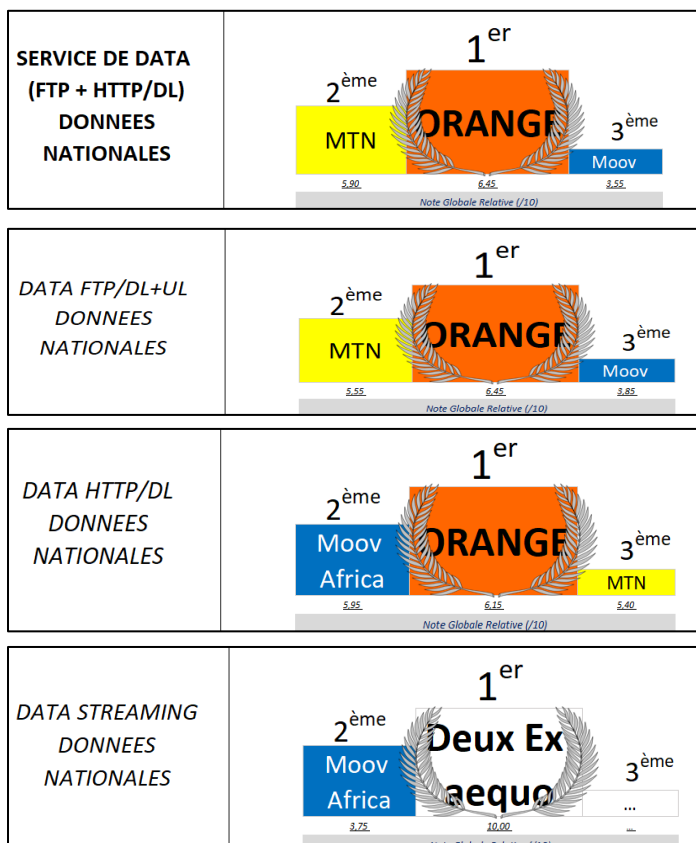 SERVICE DE DATA
(FTP + HTTP/DL)
DONNEES
NATIONALES
1er
2ème
ORANGE
MTN
3ème
Moov
5,90
6,45
3,55
Note Globale Relative (/10)
DATA FTP/DL+UL
DONNEES
NATIONALES
1er
2ème
ORANGE
MTN
3ème
Moov
5,55
6,45
3,85
Note Globale Relative (/10)
DATA HTTP/DL
DONNEES
NATIONALES
1er
2ème
Moov
Africa
ORANGE
3ème
MTN
5,95
6,15
5,40
Note Globale Relative (/10)
DATA STREAMING
DONNEES
NATIONALES
1er
2ème
Moov
Africa
Deux Ex
aequo
3ème
...
3,75
10,00
...
Note Globale Relative (/10)